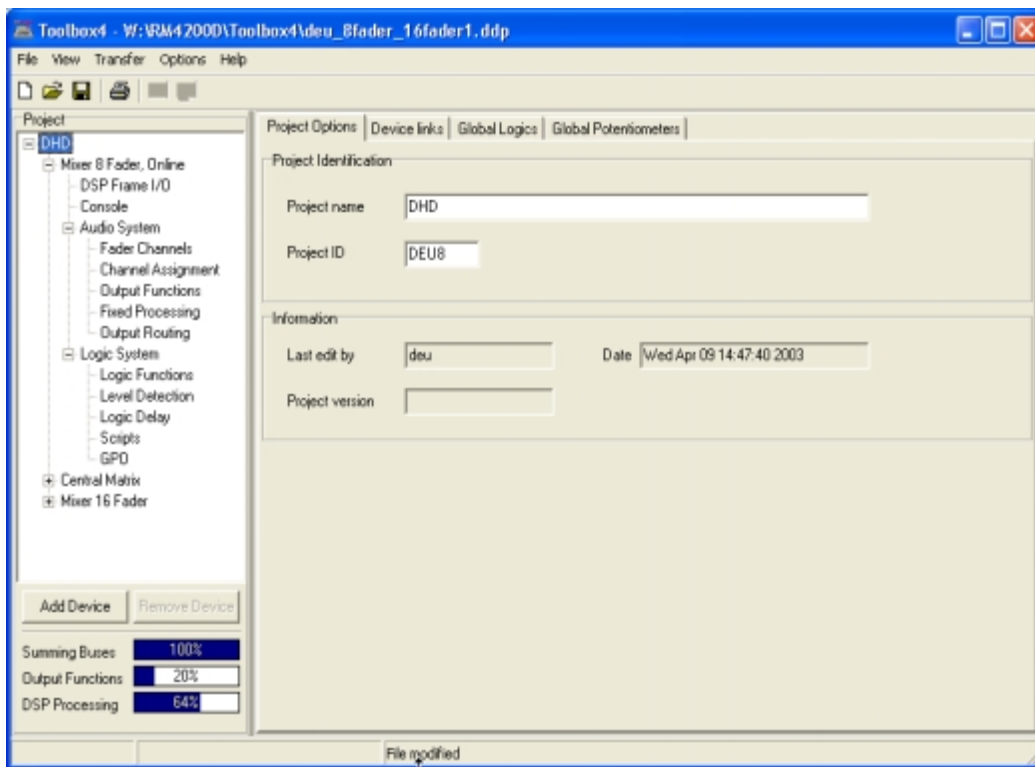 Toolbox4 - W:\RM4200D\Toolbox4\deu_8fader_16fader1.ddp
File View Transfer Options Help
Project
DHD
Mixer 8 Fader, Online
DSP Frame I/O
Console
Audio System
Fader Channels
Channel Assignment
Output Functions
Fixed Processing
Output Routing
Logic System
Logic Functions
Level Detection
Logic Delay
Scripts
GPO
Central Matrix
Mixer 16 Fader
Add Device Remove Device
Summing Buses 100%
Output Functions 20%
DSP Processing 64%
Project Options Device links Global Logics Global Potentiometers
Project Identification
Project name DHD
Project ID DEU8
Information
Last edit by deu Date Wed Apr 09 14:47:40 2003
Project version
File modified